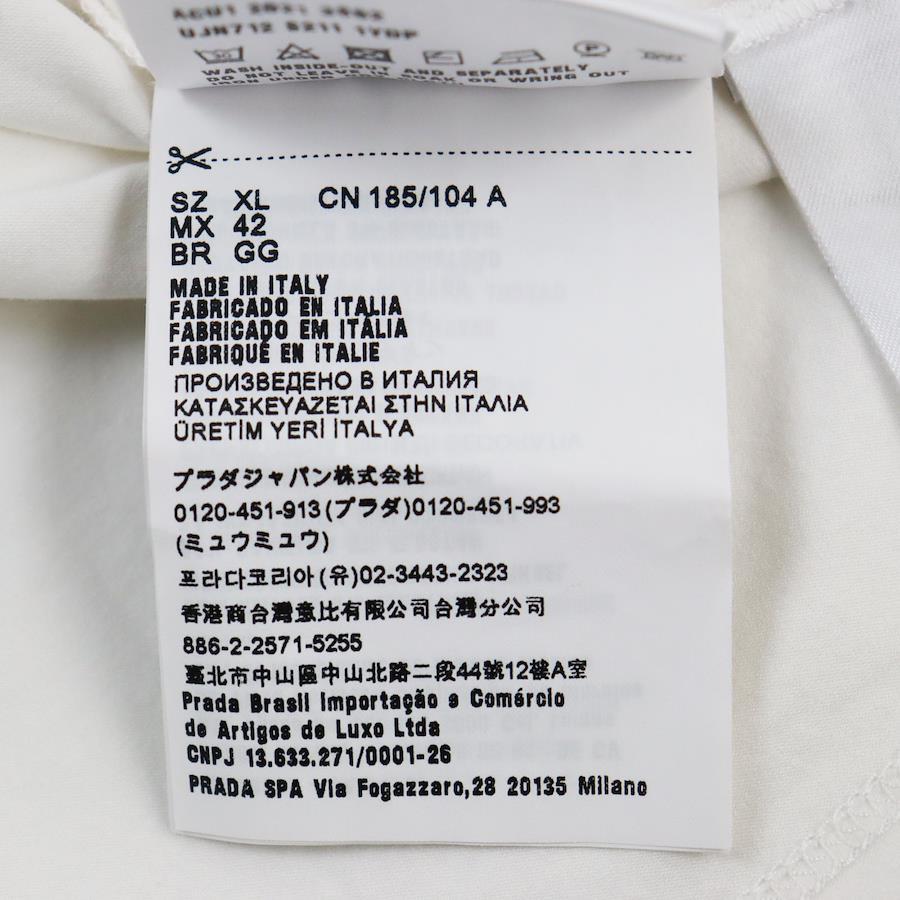 UJN712 S211 1Y0P
WASH INSIDE-OUT AND SEPARATELY
DO NOT LEAVE IN SOAK OR WRING OUT
SZ XL CN 185/104 A
MX 42
BR GG
MADE IN ITALY
FABRICADO EN ITALIA
FABRICADO EM ITÁLIA
FABRIQUÉ EN ITALIE
ПРОИЗВЕДЕНО В ИТАЛИЯ
ΚΑΤΑΣΚΕΥΑΖΕΤΑΙ ΣΤΗΝ ΙΤΑΛΙΑ
ÜRETİM YERİ İTALYA
プラダジャパン株式会社
0120-451-913(プラダ)0120-451-993
(ミュウミュウ)
프라다코리아(유)02-3443-2323
香港商台灣意比有限公司台灣分公司
886-2-2571-5255
臺北市中山區中山北路二段44號12樓A室
Prada Brasil Importação e Comércio
de Artigos de Luxo Ltda
CNPJ 13.633.271/0001-26
PRADA SPA Via Fogazzaro,28 20135 Milano